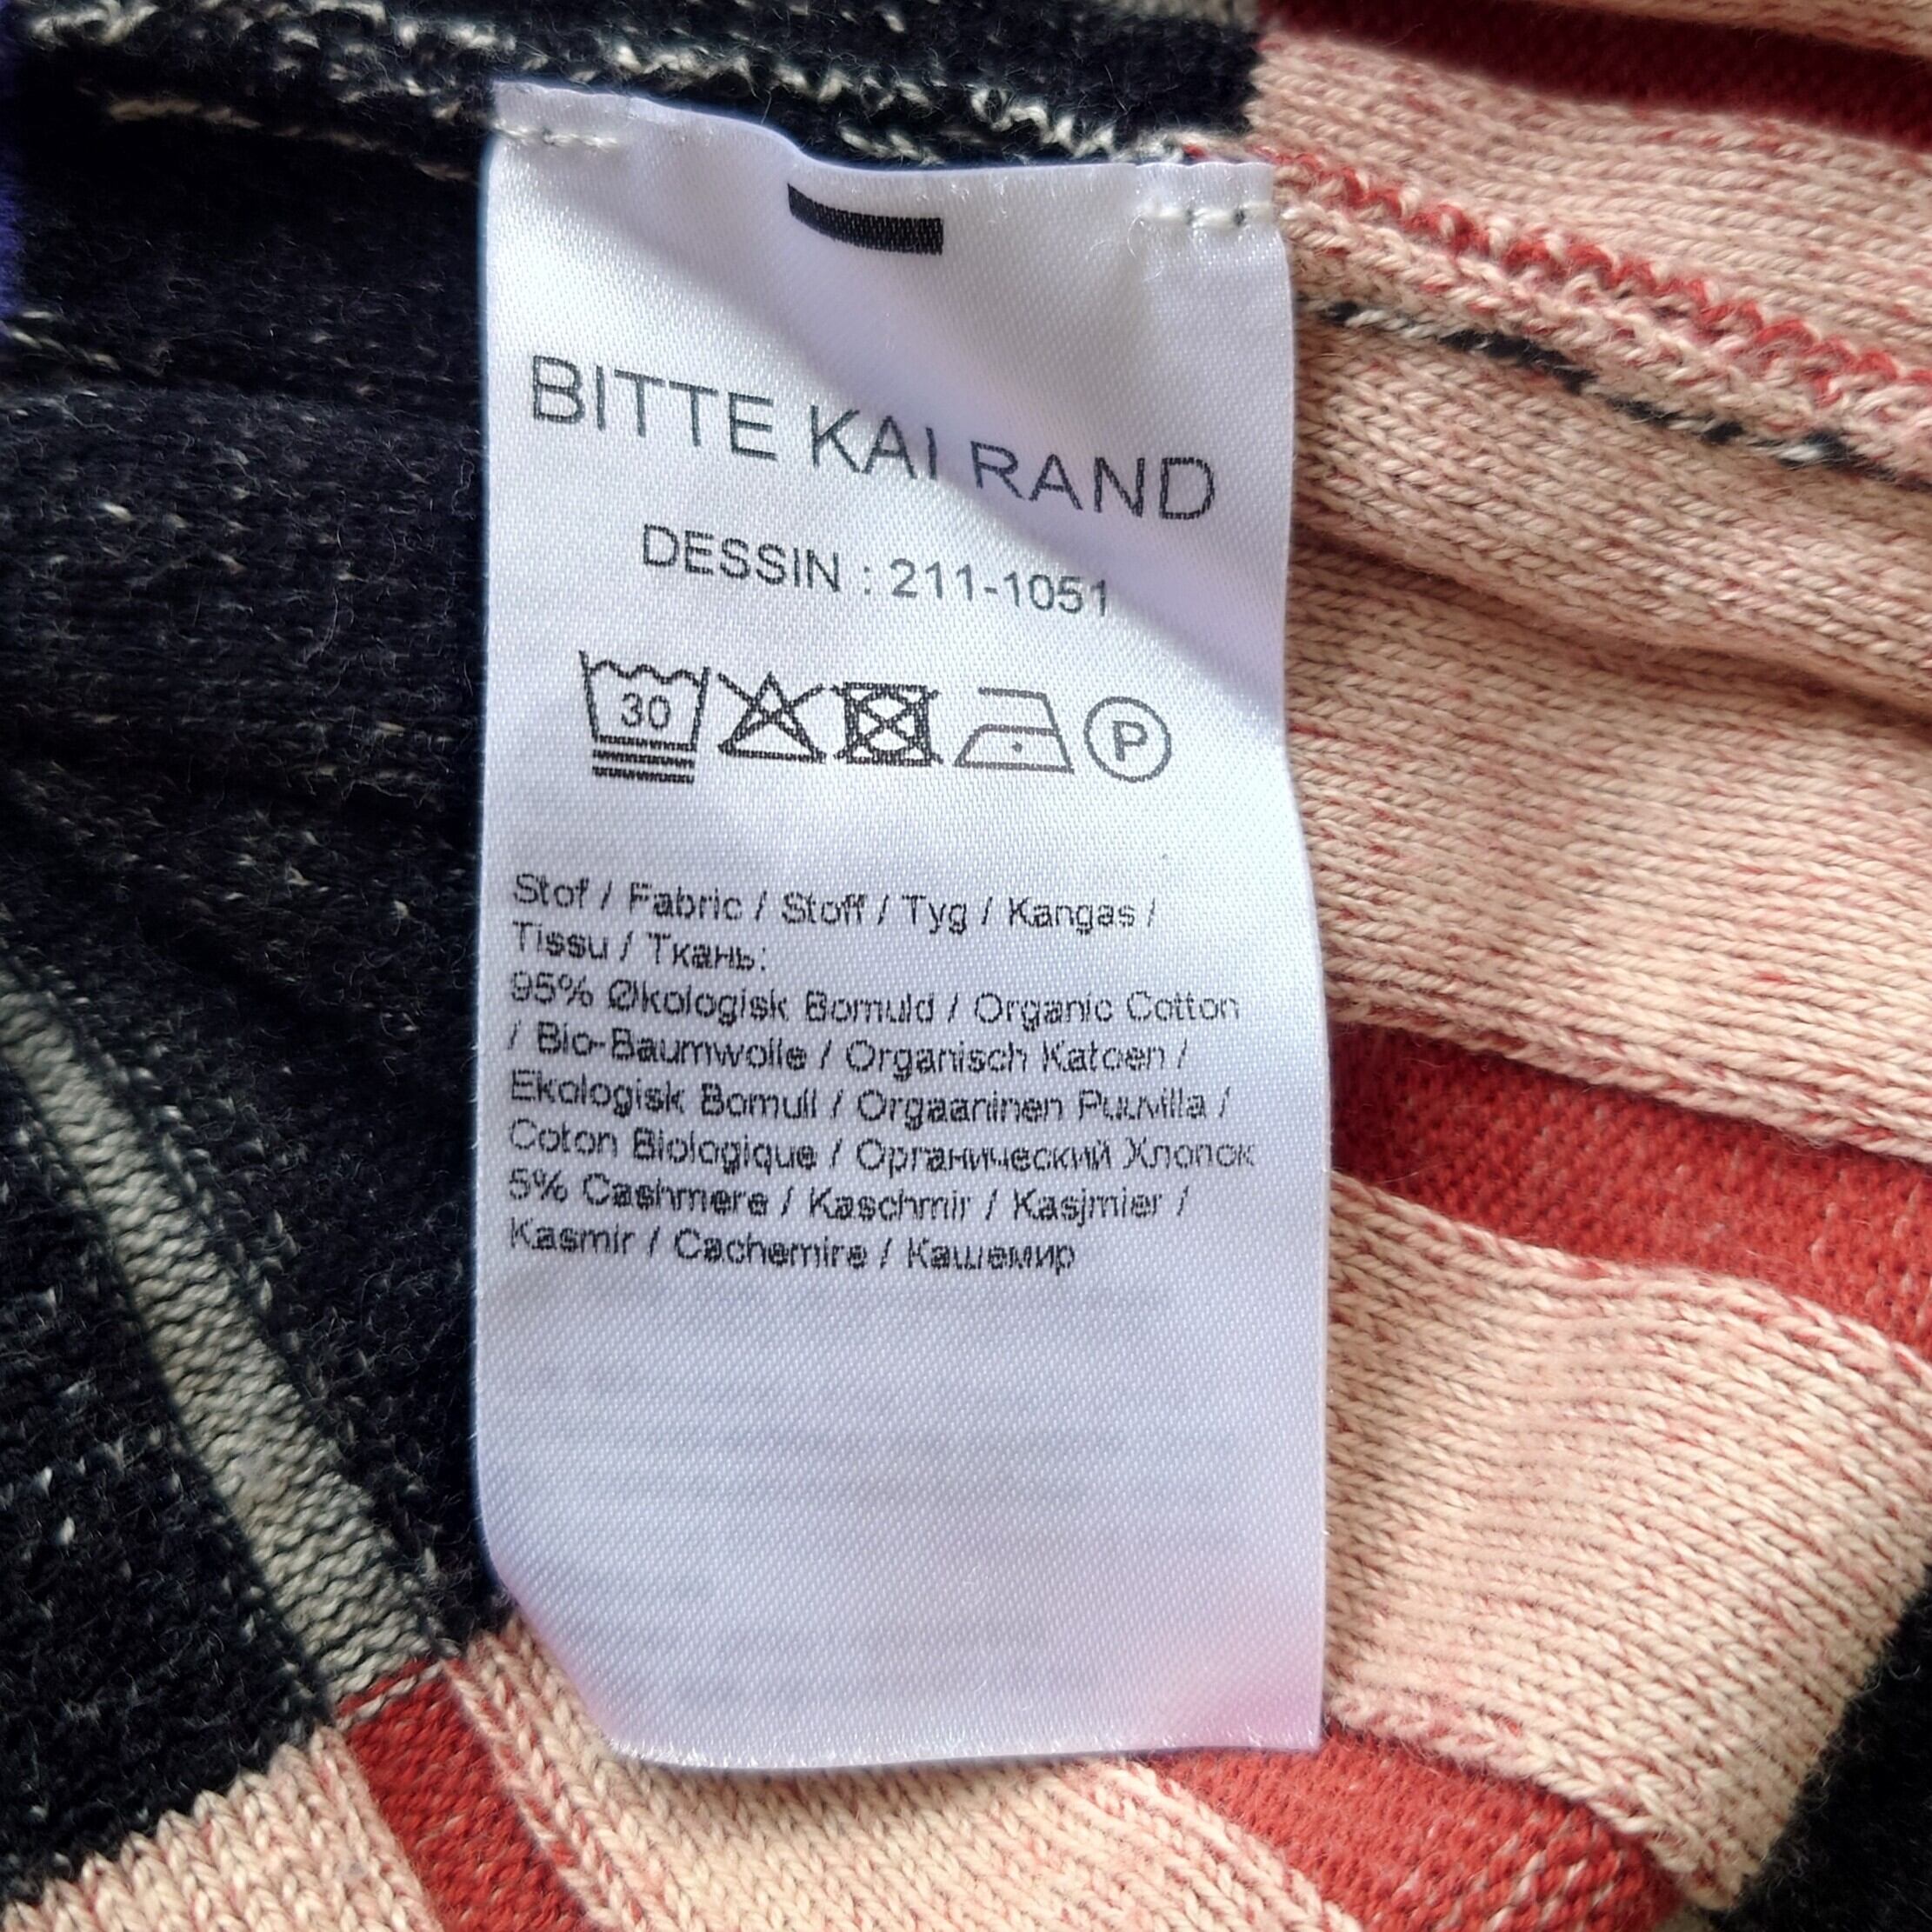 BITTE KAI RAND
DESSIN : 211-1051
30
P
Stof / Fabric / Stoff / Tyg / Kangas /
Tissu / Ткань:
95% Økologisk Bomuld / Organic Cotton
/ Bio-Baumwolle / Organisch Katoen /
Ekologisk Bomull / Orgaaninen Puuvilla /
Coton Biologique / Органический Хлопок
5% Cashmere / Kaschmir / Kasjmier /
Kasmir / Cachemire / Кашемир